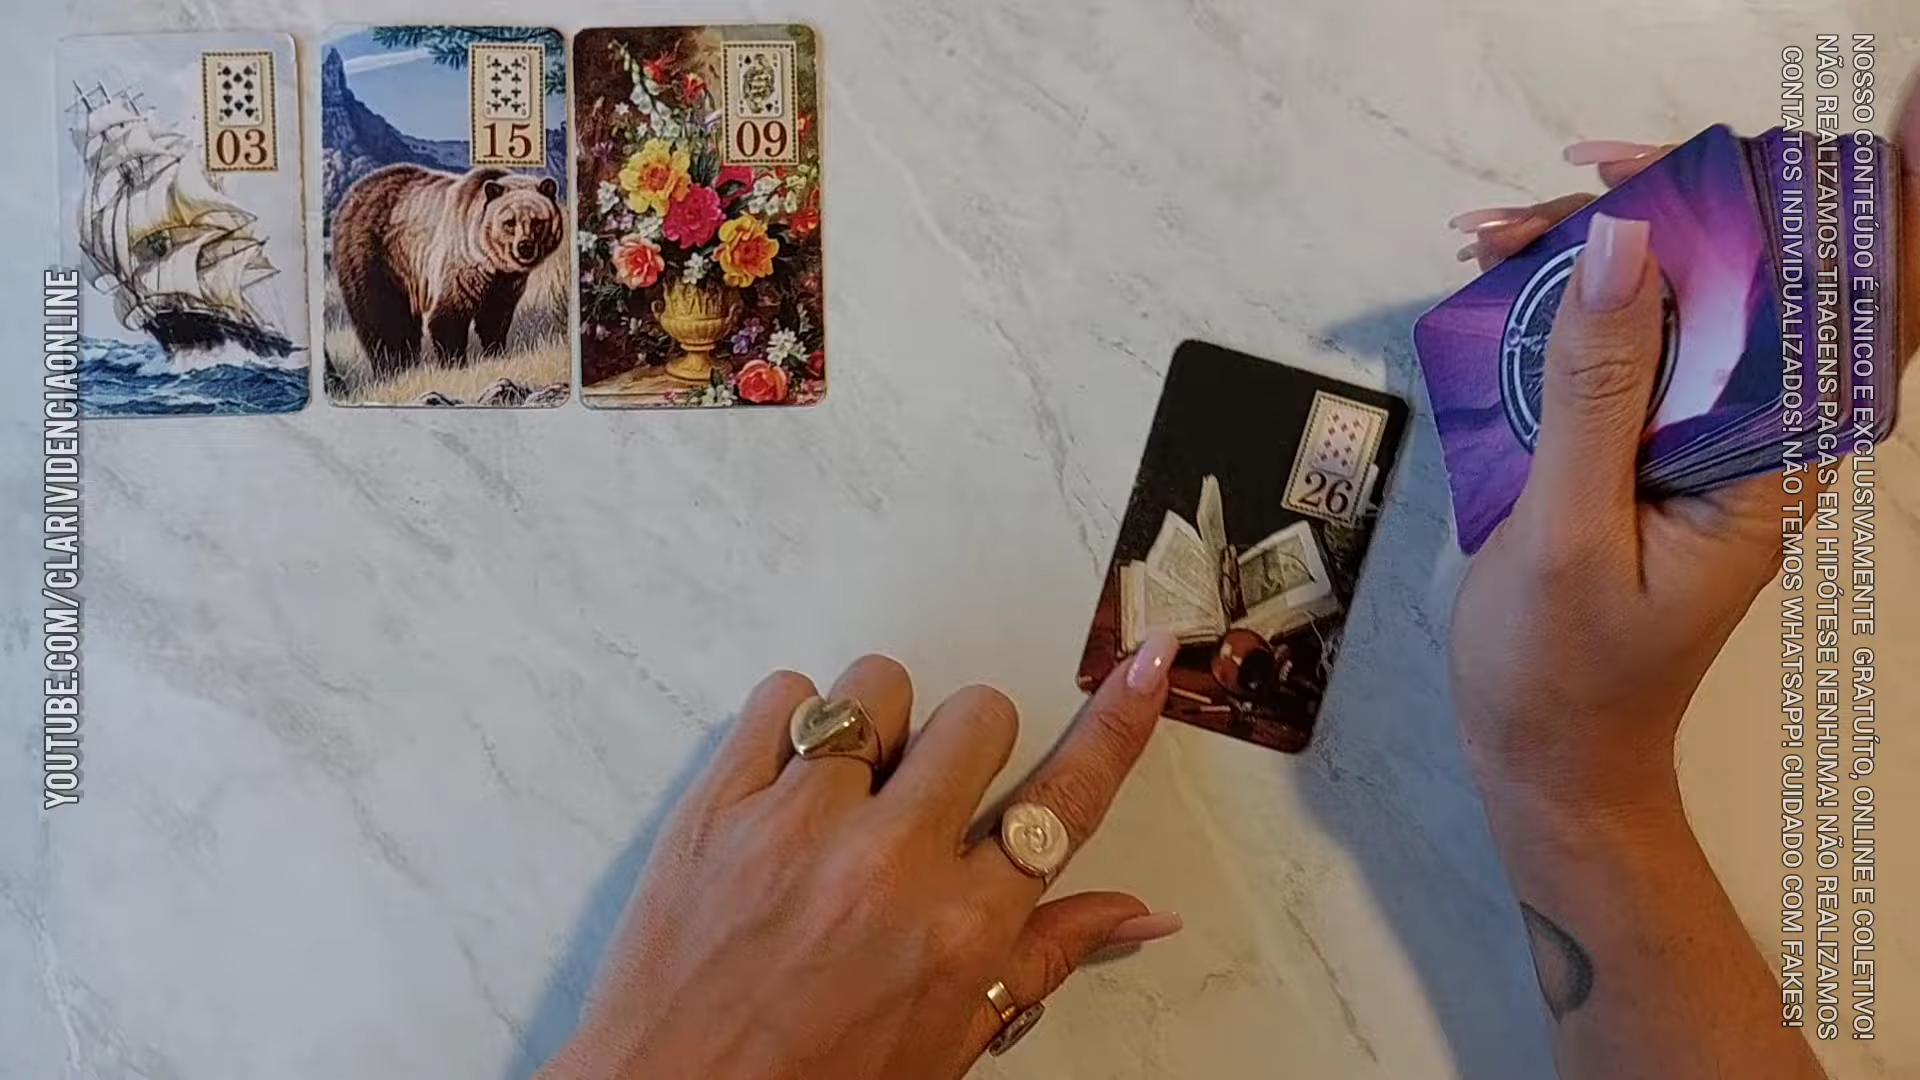 YOUTUBE.COM/CLARIVIDENCIAONLINE
03
15
09
26
NOSSO CONTEÚDO É ÚNICO E EXCLUSIVAMENTE GRATUÍTO, ONLINE E COLETIVO!
NÃO REALIZAMOS TIRAGENS PAGAS EM HIPÓTESE NENHUMA! NÃO REALIZAMOS
CONTATOS INDIVIDUALIZADOS! NÃO TEMOS WHATSAPP! CUIDADO COM FAKES!